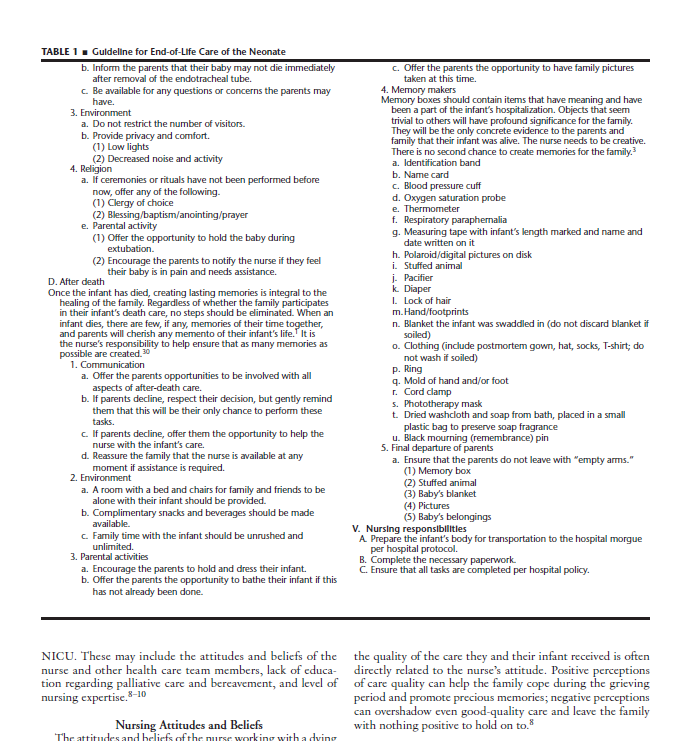 TABLE 1 ■ Guideline for End-of-Life Care of the Neonate
b. Inform the parents that their baby may not die immediately
after removal of the endotracheal tube.
c. Be available for any questions or concerns the parents may
have.
3. Environment
a. Do not restrict the number of visitors.
b. Provide privacy and comfort.
(1) Low lights
(2) Decreased noise and activity
4. Religion
a. If ceremonies or rituals have not been performed before
now, offer any of the following.
(1) Clergy of choice
(2) Blessing/baptism/anointing/prayer
e. Parental activity
(1) Offer the opportunity to hold the baby during
extubation.
(2) Encourage the parents to notify the nurse if they feel
their baby is in pain and needs assistance.
D. After death
Once the infant has died, creating lasting memories is integral to the
healing of the family. Regardless of whether the family participates
in their infant's death care, no steps should be eliminated. When an
infant dies, there are few, if any, memories of their time together,
and parents will cherish any memento of their infant's life.1 It is
the nurse's responsibility to help ensure that as many memories as
possible are created.30
1. Communication
a. Offer the parents opportunities to be involved with all
aspects of after-death care.
b. If parents decline, respect their decision, but gently remind
them that this will be their only chance to perform these
tasks.
c. If parents decline, offer them the opportunity to help the
nurse with the infant's care.
d. Reassure the family that the nurse is available at any
moment if assistance is required.
2. Environment
a. A room with a bed and chairs for family and friends to be
alone with their infant should be provided.
b. Complimentary snacks and beverages should be made
available.
c. Family time with the infant should be unrushed and
unlimited.
3. Parental activities
a. Encourage the parents to hold and dress their infant.
b. Offer the parents the opportunity to bathe their infant if this
has not already been done.
c. Offer the parents the opportunity to have family pictures
taken at this time.
4. Memory makers
Memory boxes should contain items that have meaning and have
been a part of the infant's hospitalization. Objects that seem
trivial to others will have profound significance for the family.
They will be the only concrete evidence to the parents and
family that their infant was alive. The nurse needs to be creative.
There is no second chance to create memories for the family.3
a. Identification band
b. Name card
c. Blood pressure cuff
d. Oxygen saturation probe
e. Thermometer
f. Respiratory paraphernalia
g. Measuring tape with infant's length marked and name and
date written on it
h. Polaroid/digital pictures on disk
i. Stuffed animal
j. Pacifier
k. Diaper
l. Lock of hair
m. Hand/footprints
n. Blanket the infant was swaddled in (do not discard blanket if
soiled)
o. Clothing (include postmortem gown, hat, socks, T-shirt; do
not wash if soiled)
p. Ring
q. Mold of hand and/or foot
r. Cord clamp
s. Phototherapy mask
t. Dried washcloth and soap from bath, placed in a small
plastic bag to preserve soap fragrance
u. Black mourning (remembrance) pin
5. Final departure of parents
a. Ensure that the parents do not leave with "empty arms."
(1) Memory box
(2) Stuffed animal
(3) Baby's blanket
(4) Pictures
(5) Baby's belongings
V. Nursing responsibilities
A. Prepare the infant's body for transportation to the hospital morgue
per hospital protocol.
B. Complete the necessary paperwork.
C. Ensure that all tasks are completed per hospital policy.
NICU. These may include the attitudes and beliefs of the
nurse and other health care team members, lack of educa-
tion regarding palliative care and bereavement, and level of
nursing expertise.8–10
Nursing Attitudes and Beliefs
The attitudes and beliefs of the nurse working with a dying
the quality of the care they and their infant received is often
directly related to the nurse's attitude. Positive perceptions
of care quality can help the family cope during the grieving
period and promote precious memories; negative perceptions
can overshadow even good-quality care and leave the family
with nothing positive to hold on to.8